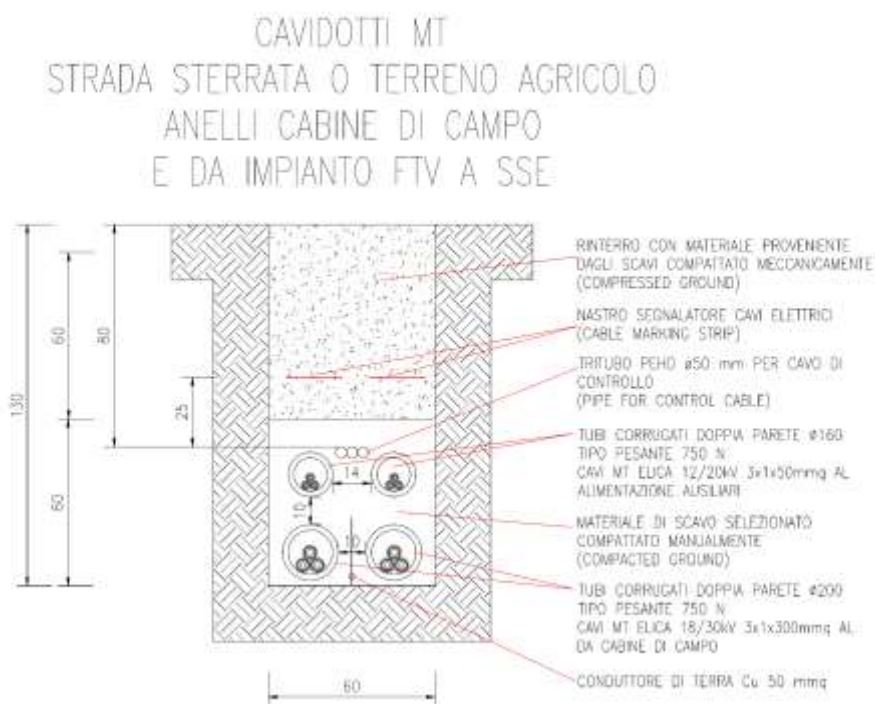 CAVIDOTTI MT
STRADA STERRATA O TERRENO AGRICOLO
ANELLI CABINE DI CAMPO
E DA IMPIANTO FTV A SSE
RINTERRO CON MATERIALE PROVENIENTE
DAGLI SCAVI COMPATTATO MECCANICAMENTE
(COMPRESSED GROUND)
NASTRO SEGNALATORE CAVI ELETTRICI
(CABLE MARKING STRIP)
TRITUBO PEHD ø50 mm PER CAVO DI
CONTROLLO
(PIPE FOR CONTROL CABLE)
TUBI CORRUGATI DOPPIA PARETE ø160
TIPO PESANTE 750 N
CAVI MT ELICA 12/20kV 3x1x50mmq AL
ALIMENTAZIONE AUSILIARI
MATERIALE DI SCAVO SELEZIONATO
COMPATTATO MANUALMENTE
(COMPACTED GROUND)
TUBI CORRUGATI DOPPIA PARETE ø200
TIPO PESANTE 750 N
CAVI MT ELICA 18/30kV 3x1x300mmq AL
DA CABINE DI CAMPO
CONDUTTORE DI TERRA Cu 50 mmq
130
60
60
80
25
14
10
10
60